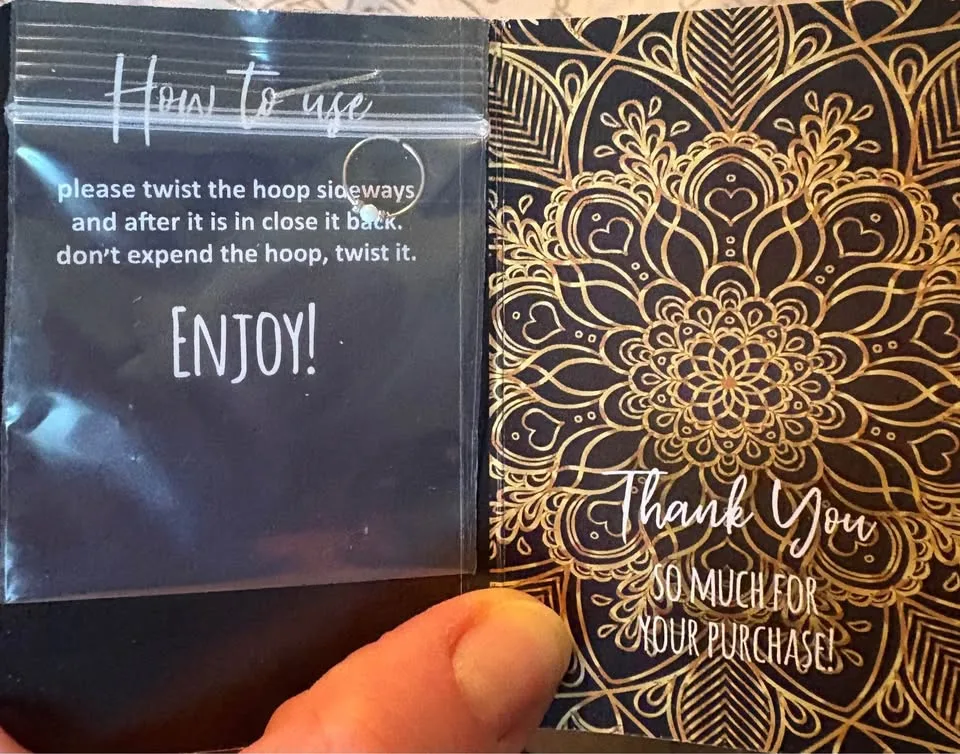 How to use
please twist the hoop sideways
and after it is in close it back.
don't expend the hoop, twist it.
ENJOY!
Thank You
SO MUCH FOR
YOUR PURCHASE!